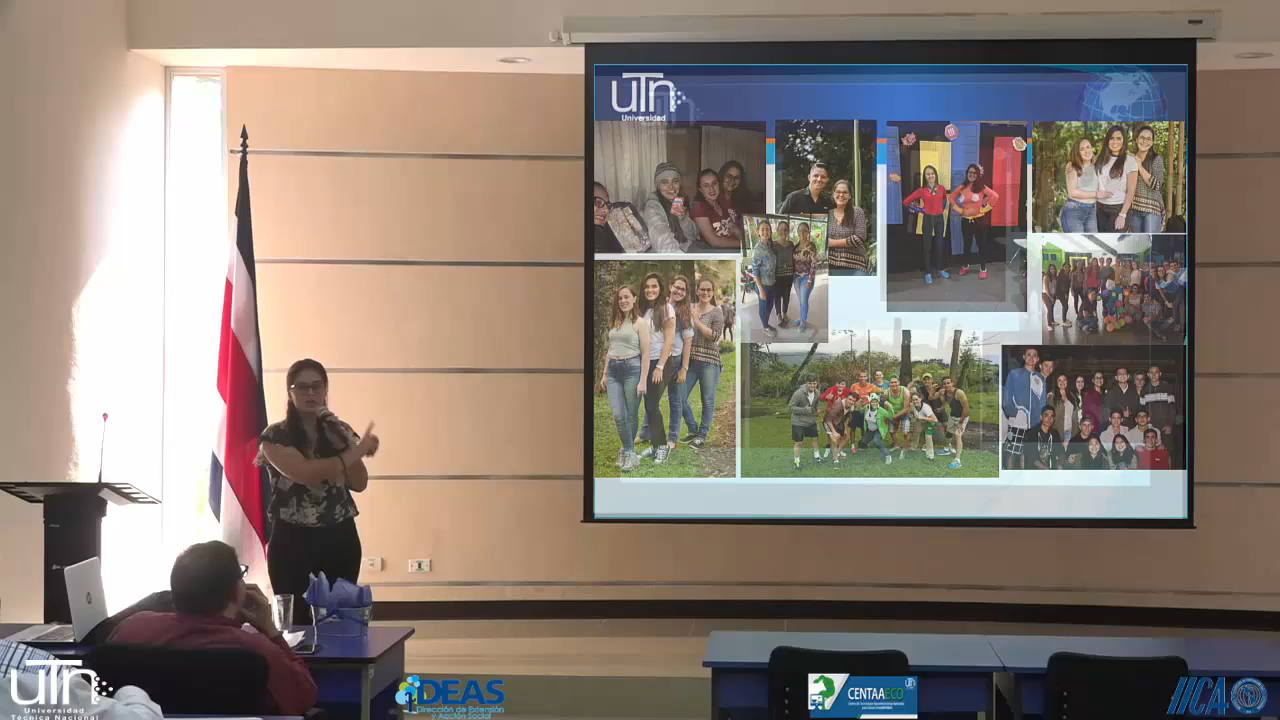 uTn
Universidad
uTn
Universidad
Técnica Nacional
iDEAS
Dirección de Extensión
y Acción Social
CENTAAECO
IICA